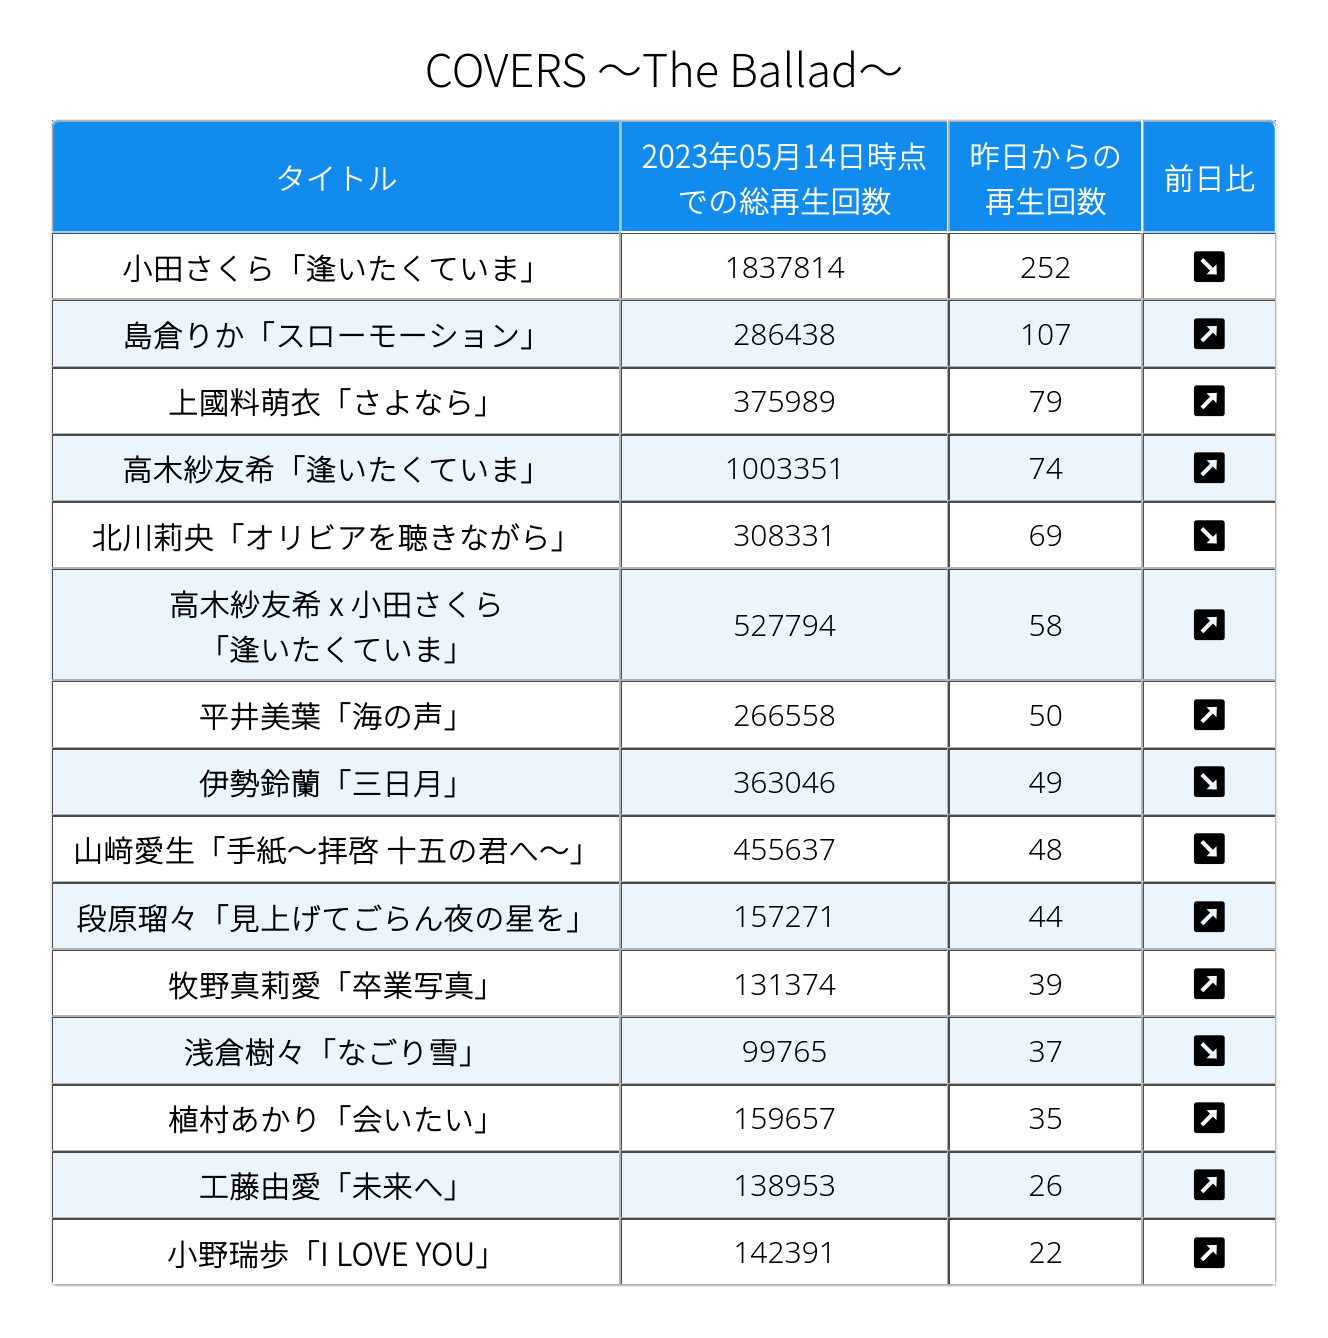 COVERS ～The Ballad～
タイトル
2023年05月14日時点
での総再生回数
昨日からの
再生回数
前日比
小田さくら「逢いたくていま」 1837814 252 ↘
島倉りか「スローモーション」 286438 107 ↗
上國料萌衣「さよなら」 375989 79 ↗
高木紗友希「逢いたくていま」 1003351 74 ↗
北川莉央「オリビアを聴きながら」 308331 69 ↘
高木紗友希 x 小田さくら
「逢いたくていま」 527794 58 ↗
平井美葉「海の声」 266558 50 ↗
伊勢鈴蘭「三日月」 363046 49 ↘
山﨑愛生「手紙～拝啓 十五の君へ～」 455637 48 ↘
段原瑠々「見上げてごらん夜の星を」 157271 44 ↗
牧野真莉愛「卒業写真」 131374 39 ↗
浅倉樹々「なごり雪」 99765 37 ↘
植村あかり「会いたい」 159657 35 ↗
工藤由愛「未来へ」 138953 26 ↗
小野瑞歩「I LOVE YOU」 142391 22 ↗